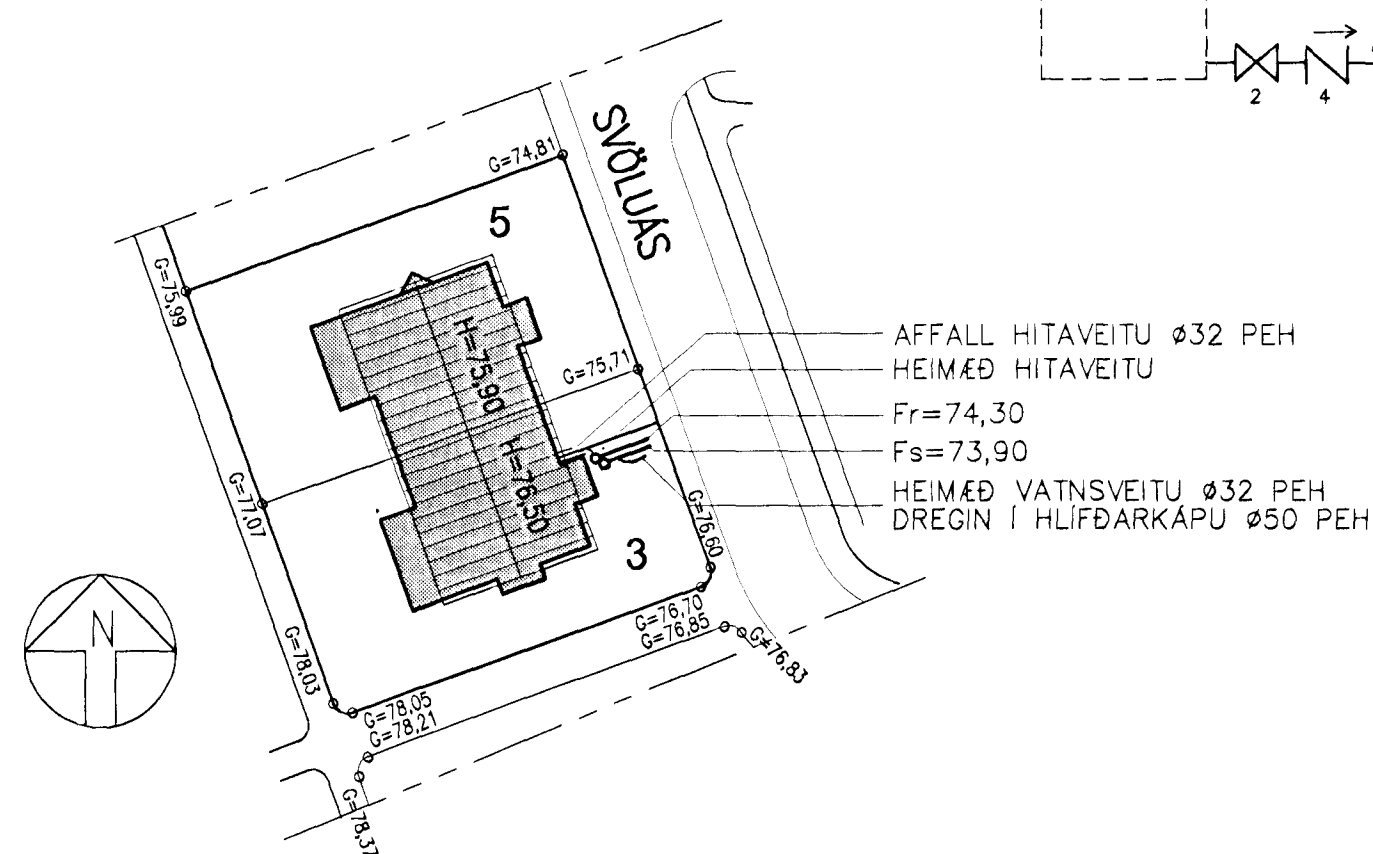 2
4
G=74,81
SVÖLUÁS
5
G=75,99
H=75,90
G=75,71
AFFALL HITAVEITU ø32 PEH
HEIMÆÐ HITAVEITU
Fr=74,30
Fs=73,90
HEIMÆÐ VATNSVEITU ø32 PEH
DREGIN Í HLÍFÐARKÁPU ø50 PEH
H=76,50
G=77,07
G=76,60
3
N
G=76,70
G=76,85
G=76,83
G=78,03
G=78,05
G=78,21
G=78,37